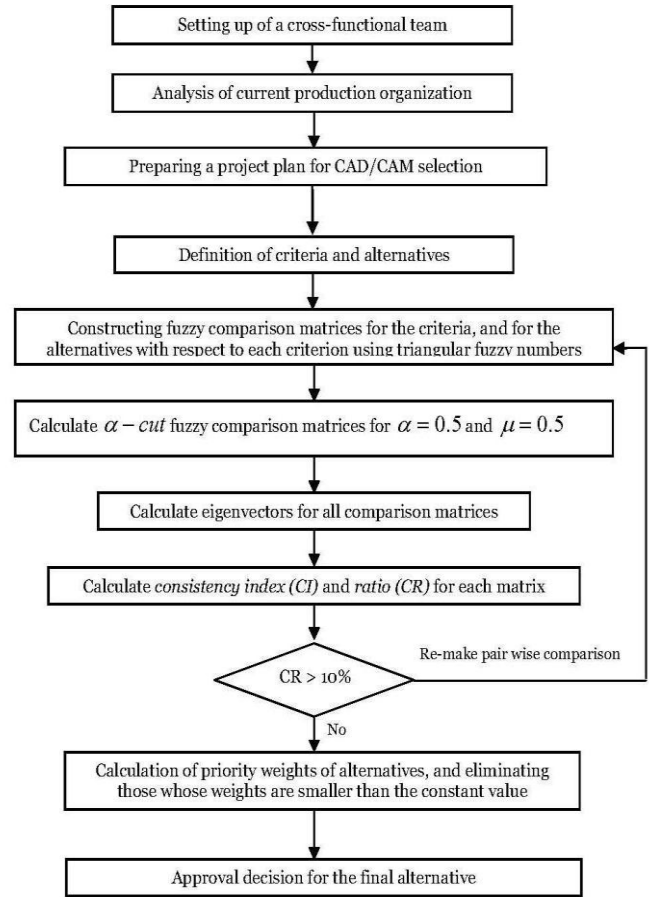 Setting up of a cross-functional team
Analysis of current production organization
Preparing a project plan for CAD/CAM selection
Definition of criteria and alternatives
Constructing fuzzy comparison matrices for the criteria, and for the
alternatives with respect to each criterion using triangular fuzzy numbers
Calculate α − cut fuzzy comparison matrices for α = 0.5 and μ = 0.5
Calculate eigenvectors for all comparison matrices
Calculate consistency index (CI) and ratio (CR) for each matrix
Re-make pair wise comparison
CR > 10%
No
Calculation of priority weights of alternatives, and eliminating
those whose weights are smaller than the constant value
Approval decision for the final alternative